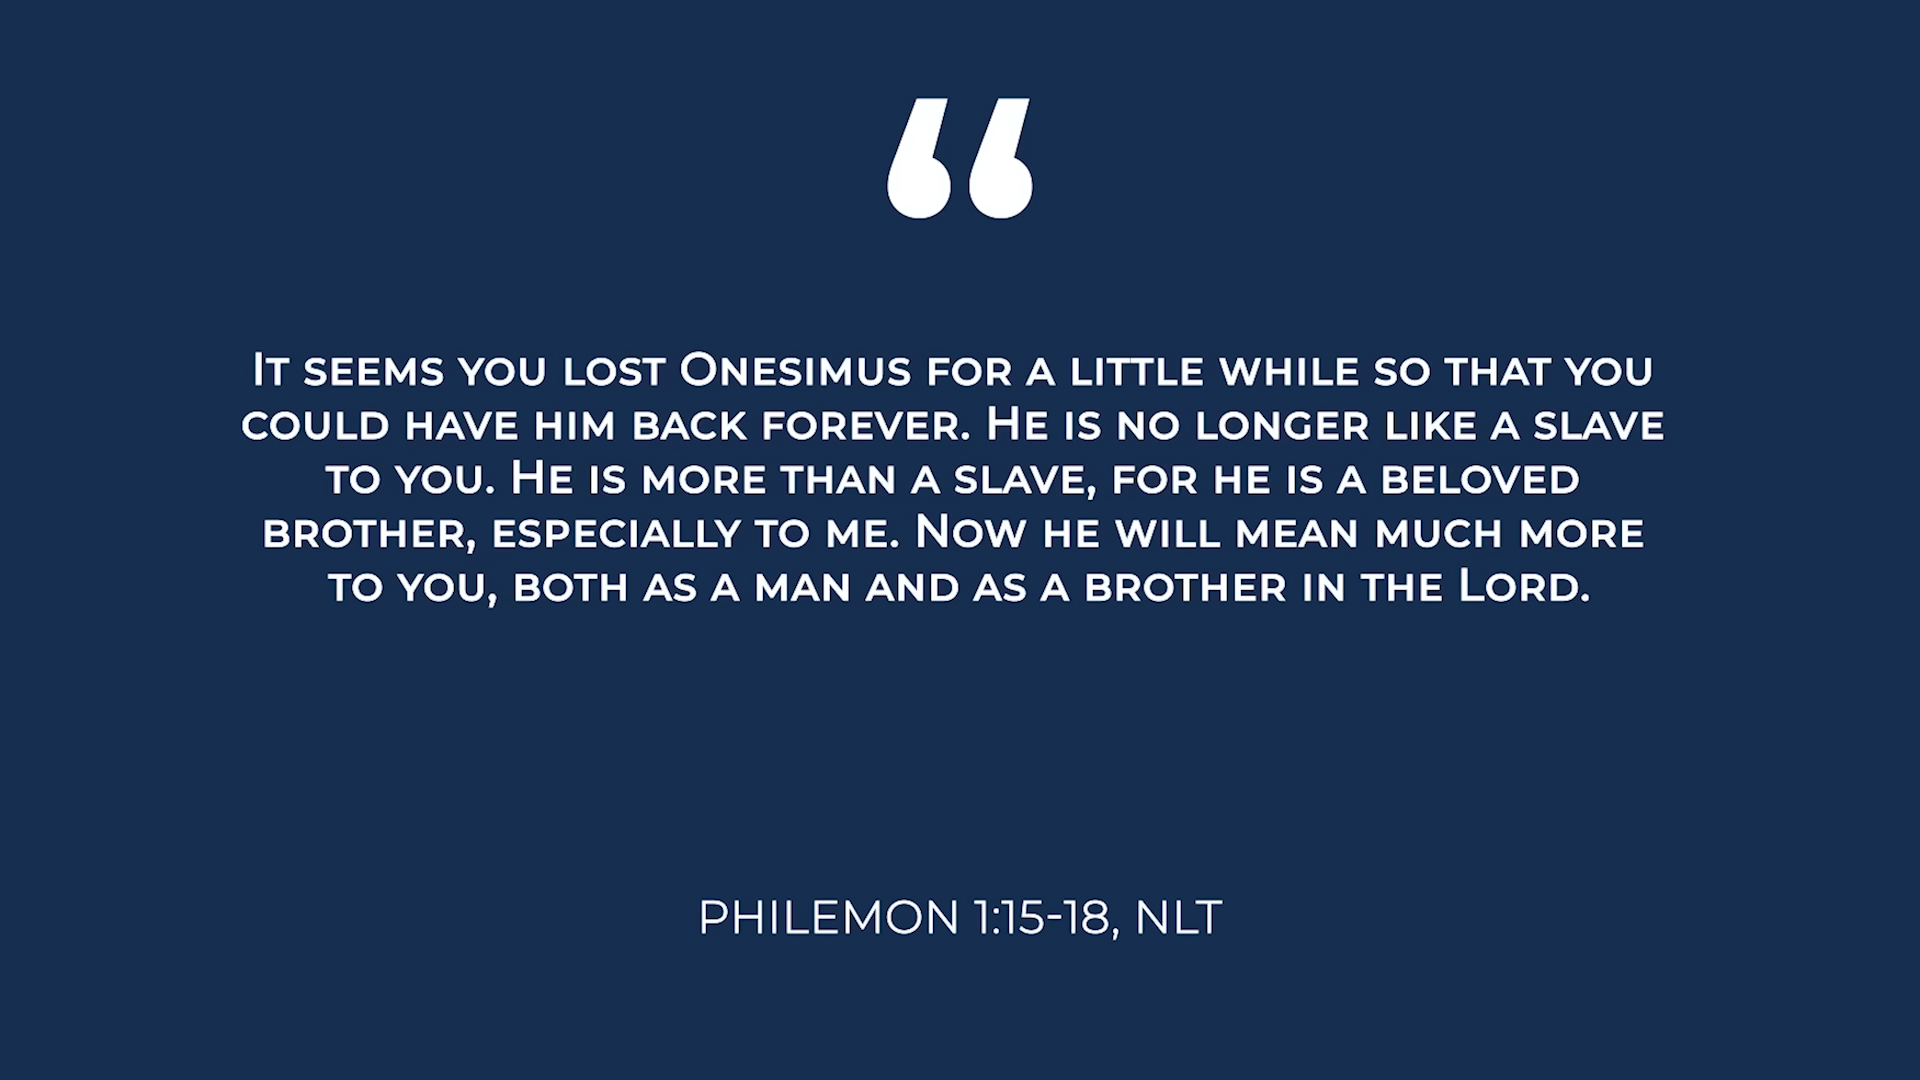 “
It seems you lost Onesimus for a little while so that you
could have him back forever. He is no longer like a slave
to you. He is more than a slave, for he is a beloved
brother, especially to me. Now he will mean much more
to you, both as a man and as a brother in the Lord.
PHILEMON 1:15-18, NLT